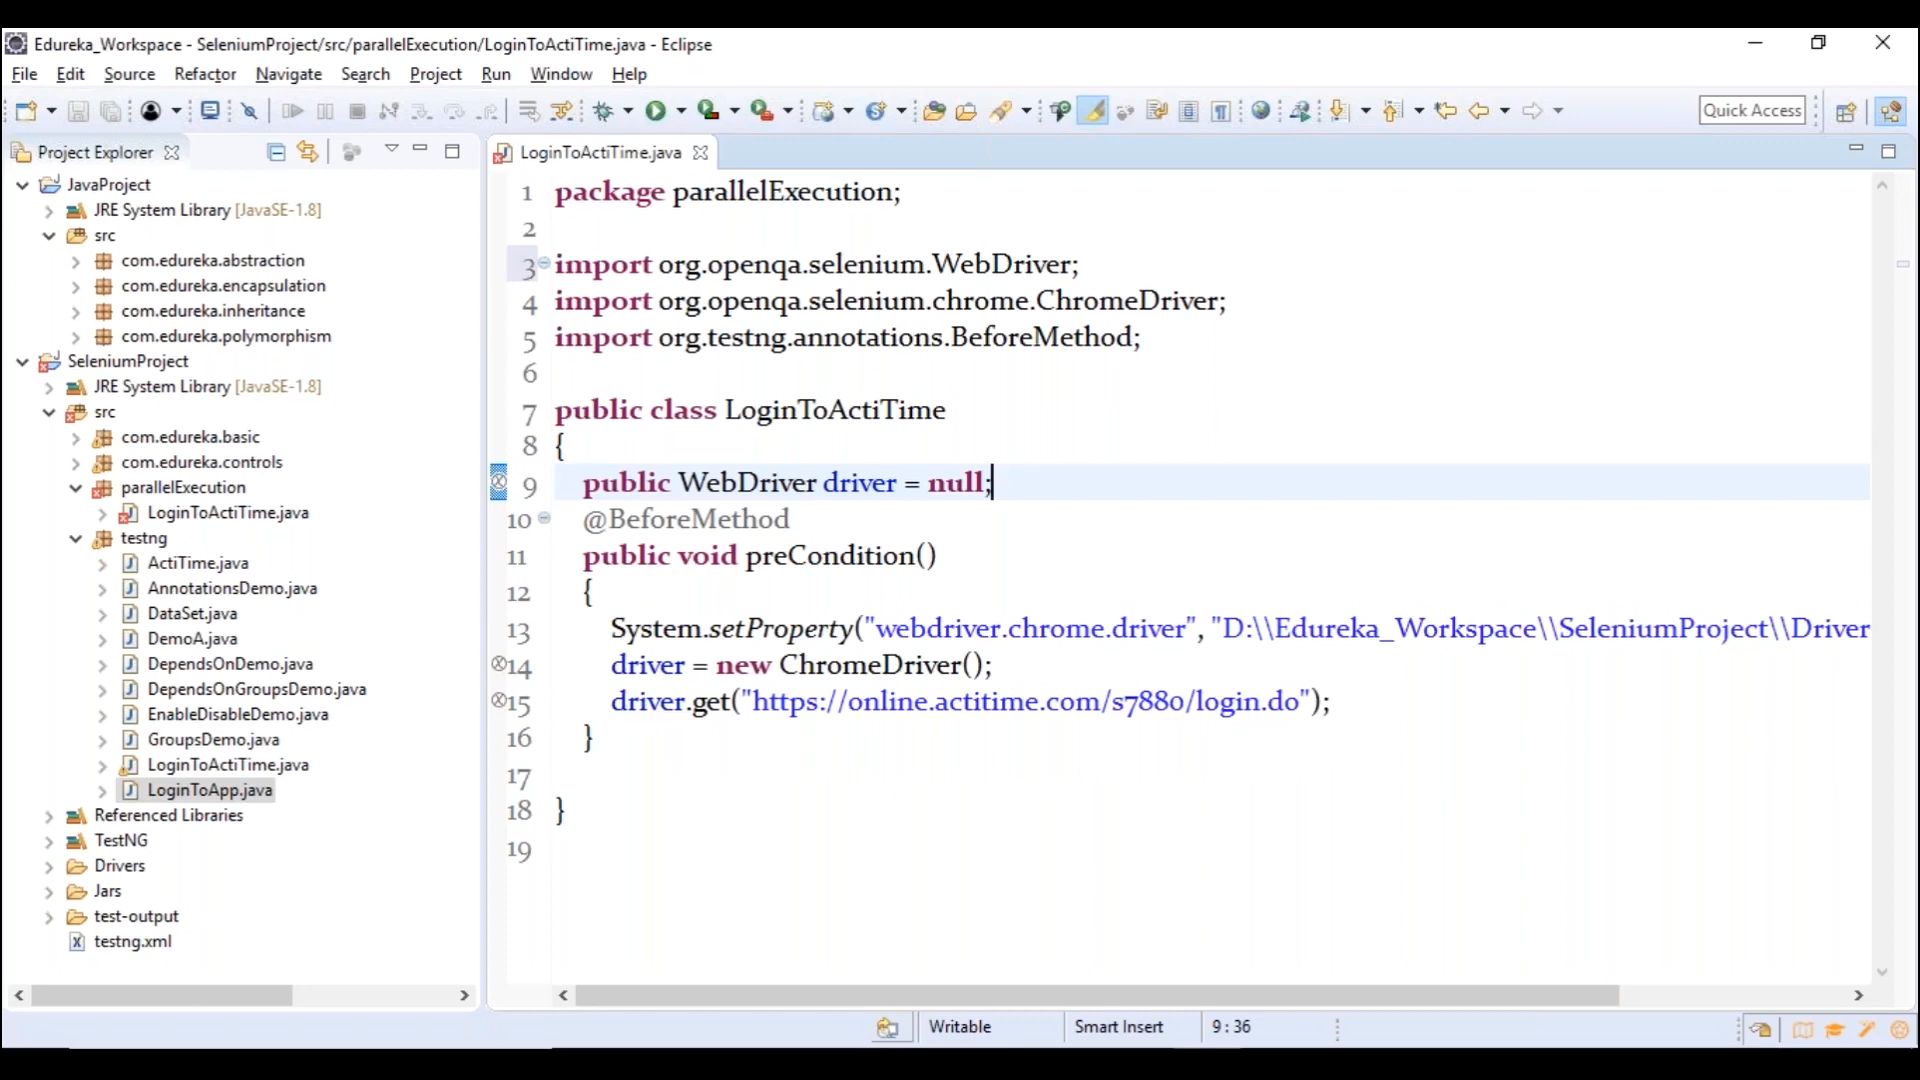 Edureka_Workspace - SeleniumProject/src/parallelExecution/LoginToActiTime.java - Eclipse
File Edit Source Refactor Navigate Search Project Run Window Help
Quick Access
Project Explorer
JavaProject
JRE System Library [JavaSE-1.8]
src
com.edureka.abstraction
com.edureka.encapsulation
com.edureka.inheritance
com.edureka.polymorphism
SeleniumProject
JRE System Library [JavaSE-1.8]
src
com.edureka.basic
com.edureka.controls
parallelExecution
LoginToActiTime.java
testng
ActiTime.java
AnnotationsDemo.java
DataSet.java
DemoA.java
DependsOnDemo.java
DependsOnGroupsDemo.java
EnableDisableDemo.java
GroupsDemo.java
LoginToActiTime.java
LoginToApp.java
Referenced Libraries
TestNG
Drivers
Jars
test-output
testng.xml
LoginToActiTime.java
1 package parallelExecution;
2
3 import org.openqa.selenium.WebDriver;
4 import org.openqa.selenium.chrome.ChromeDriver;
5 import org.testng.annotations.BeforeMethod;
6
7 public class LoginToActiTime
8 {
9 public WebDriver driver = null;
10 @BeforeMethod
11 public void preCondition()
12 {
13 System.setProperty("webdriver.chrome.driver", "D:\\Edureka_Workspace\\SeleniumProject\\Driver
14 driver = new ChromeDriver();
15 driver.get("https://online.actitime.com/s7880/login.do");
16 }
17
18 }
19
Writable Smart Insert 9 : 36